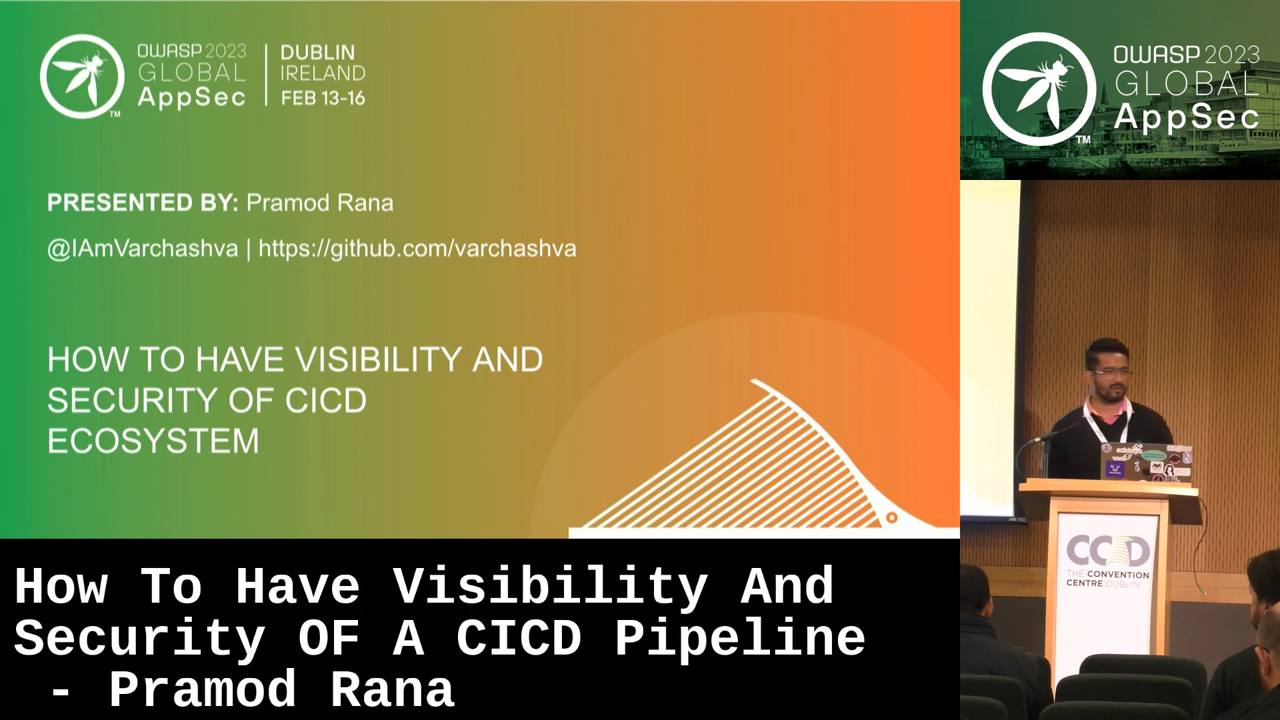 OWASP 2023
GLOBAL
AppSec
TM
DUBLIN
IRELAND
FEB 13-16
PRESENTED BY: Pramod Rana
@IAmVarchashva | https://github.com/varchashva
HOW TO HAVE VISIBILITY AND
SECURITY OF CICD
ECOSYSTEM
How To Have Visibility And
Security OF A CICD Pipeline
- Pramod Rana
OWASP 2023
GLOBAL
AppSec
TM
CCD
THE CONVENTION
CENTRE DUBLIN